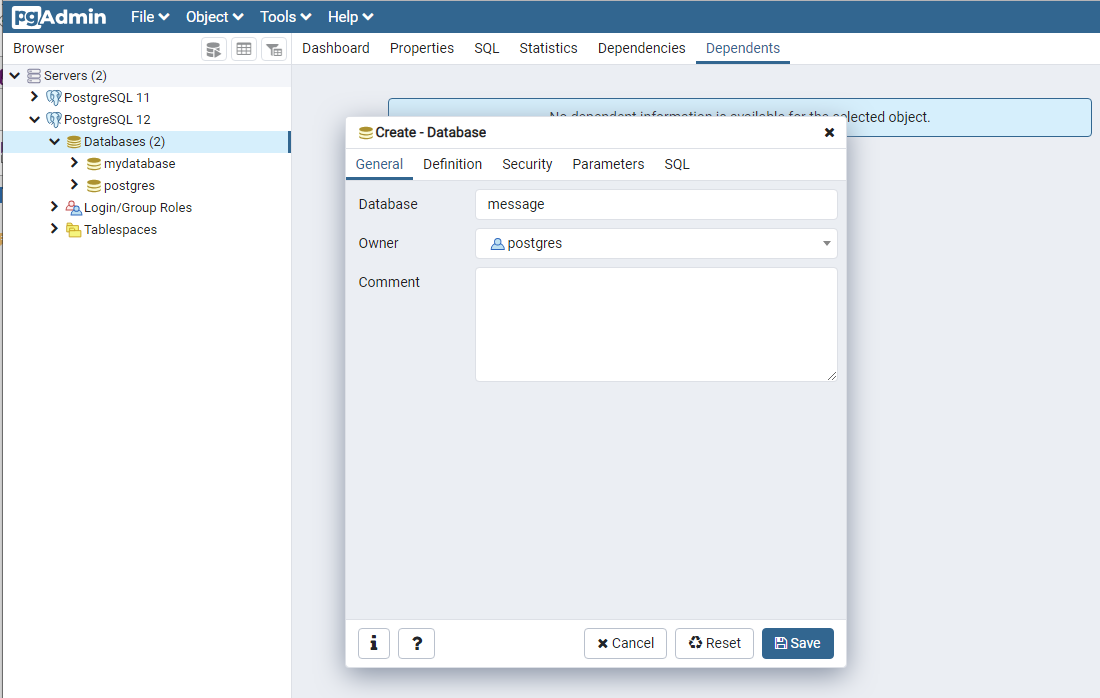 pgAdmin File Object Tools Help
Browser
Dashboard Properties SQL Statistics Dependencies Dependents
Servers (2)
PostgreSQL 11
PostgreSQL 12
Databases (2)
mydatabase
postgres
Login/Group Roles
Tablespaces
No dependent information is available for the selected object.
Create - Database
General Definition Security Parameters SQL
Database message
Owner postgres
Comment
i ? Cancel Reset Save